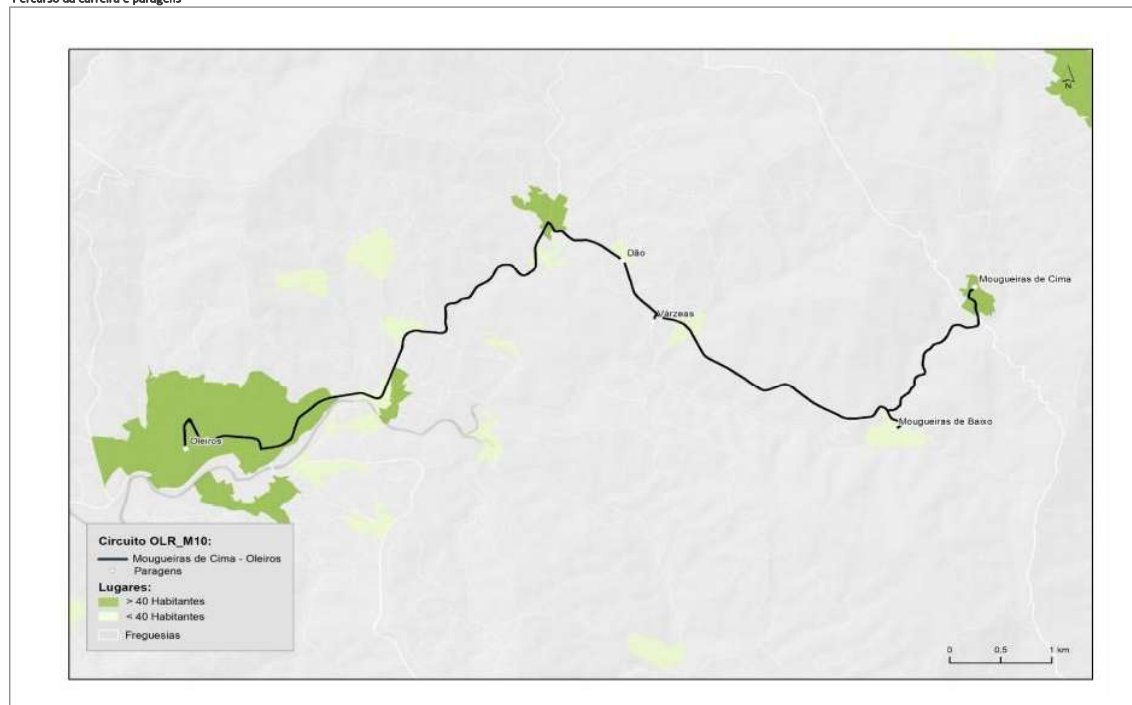 Percurso da carreira e paragens
N
Dão
Mougueiras de Cima
Várzeas
Mougueiras de Baixo
Oleiros
Circuito OLR_M10:
Mougueiras de Cima - Oleiros
Paragens
Lugares:
> 40 Habitantes
< 40 Habitantes
Freguesias
0 0.5 1 km